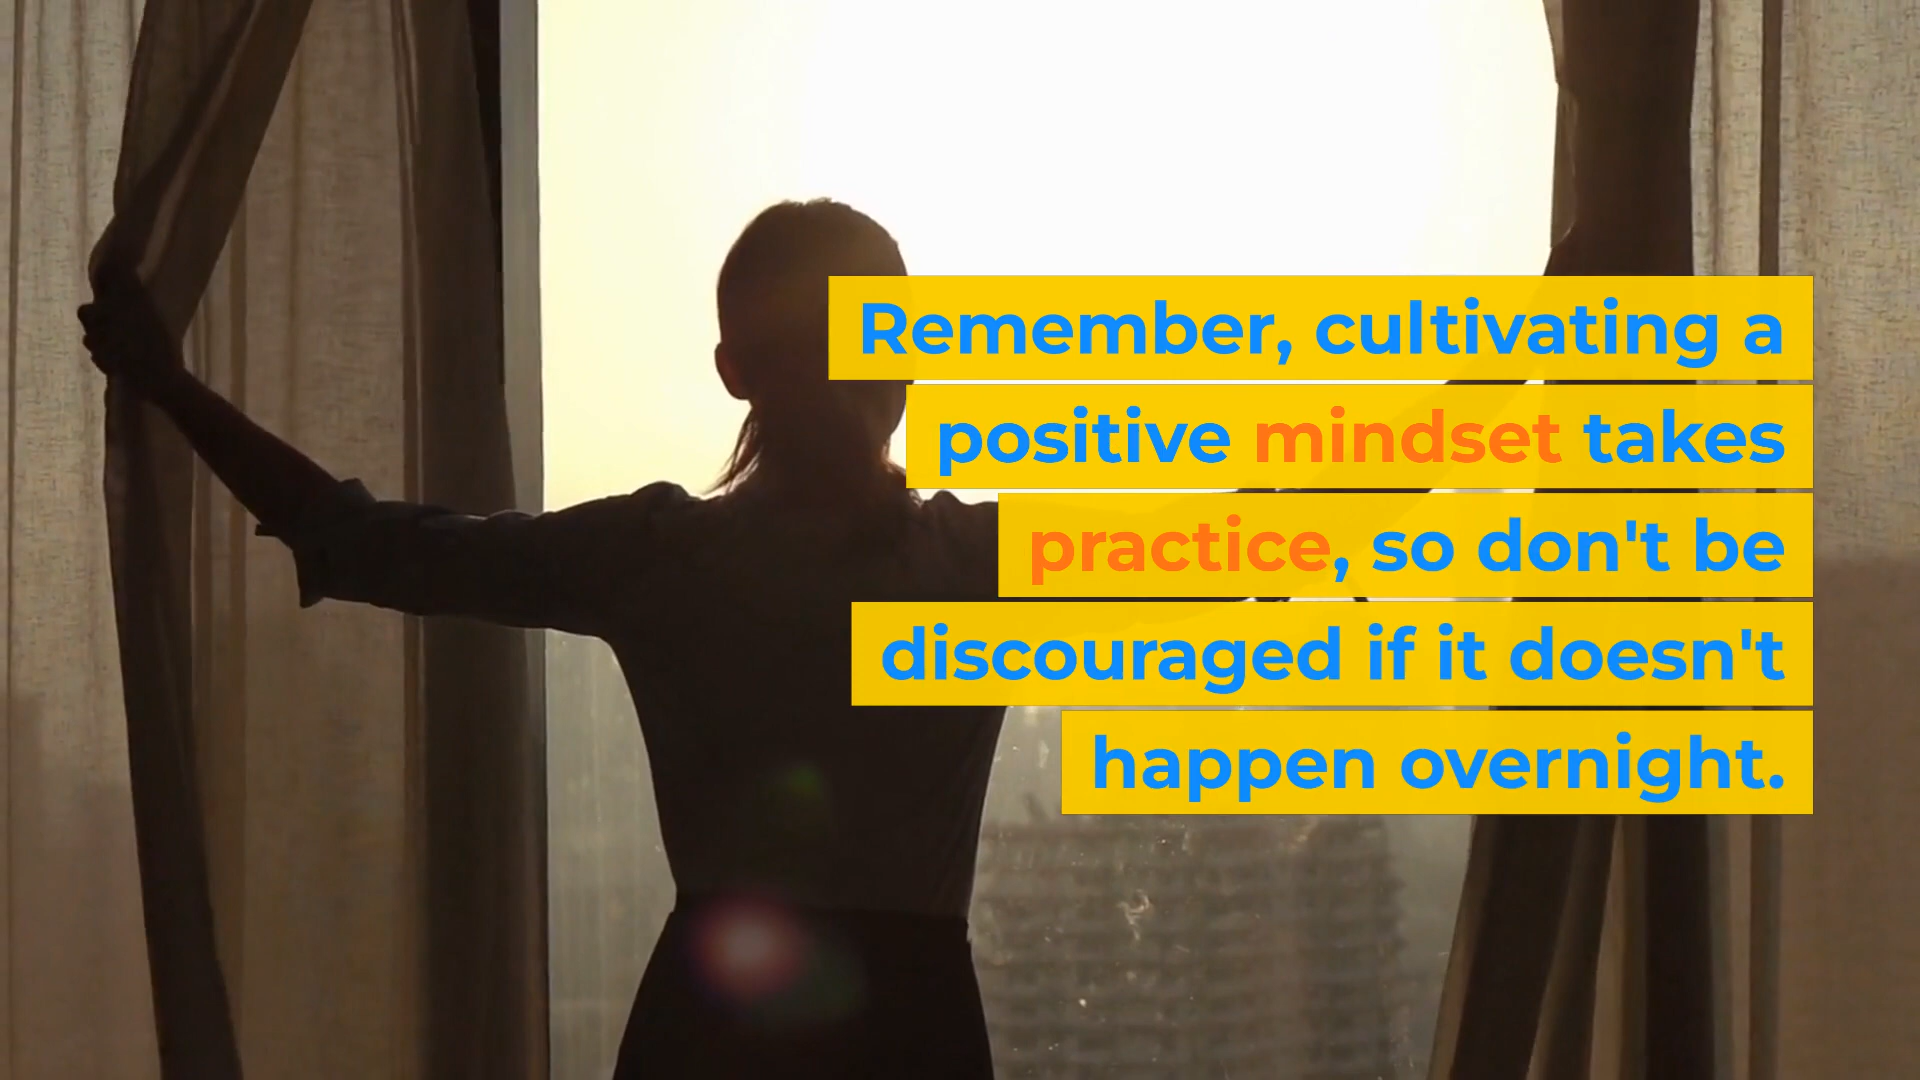 Remember, cultivating a
positive mindset takes
practice, so don't be
discouraged if it doesn't
happen overnight.